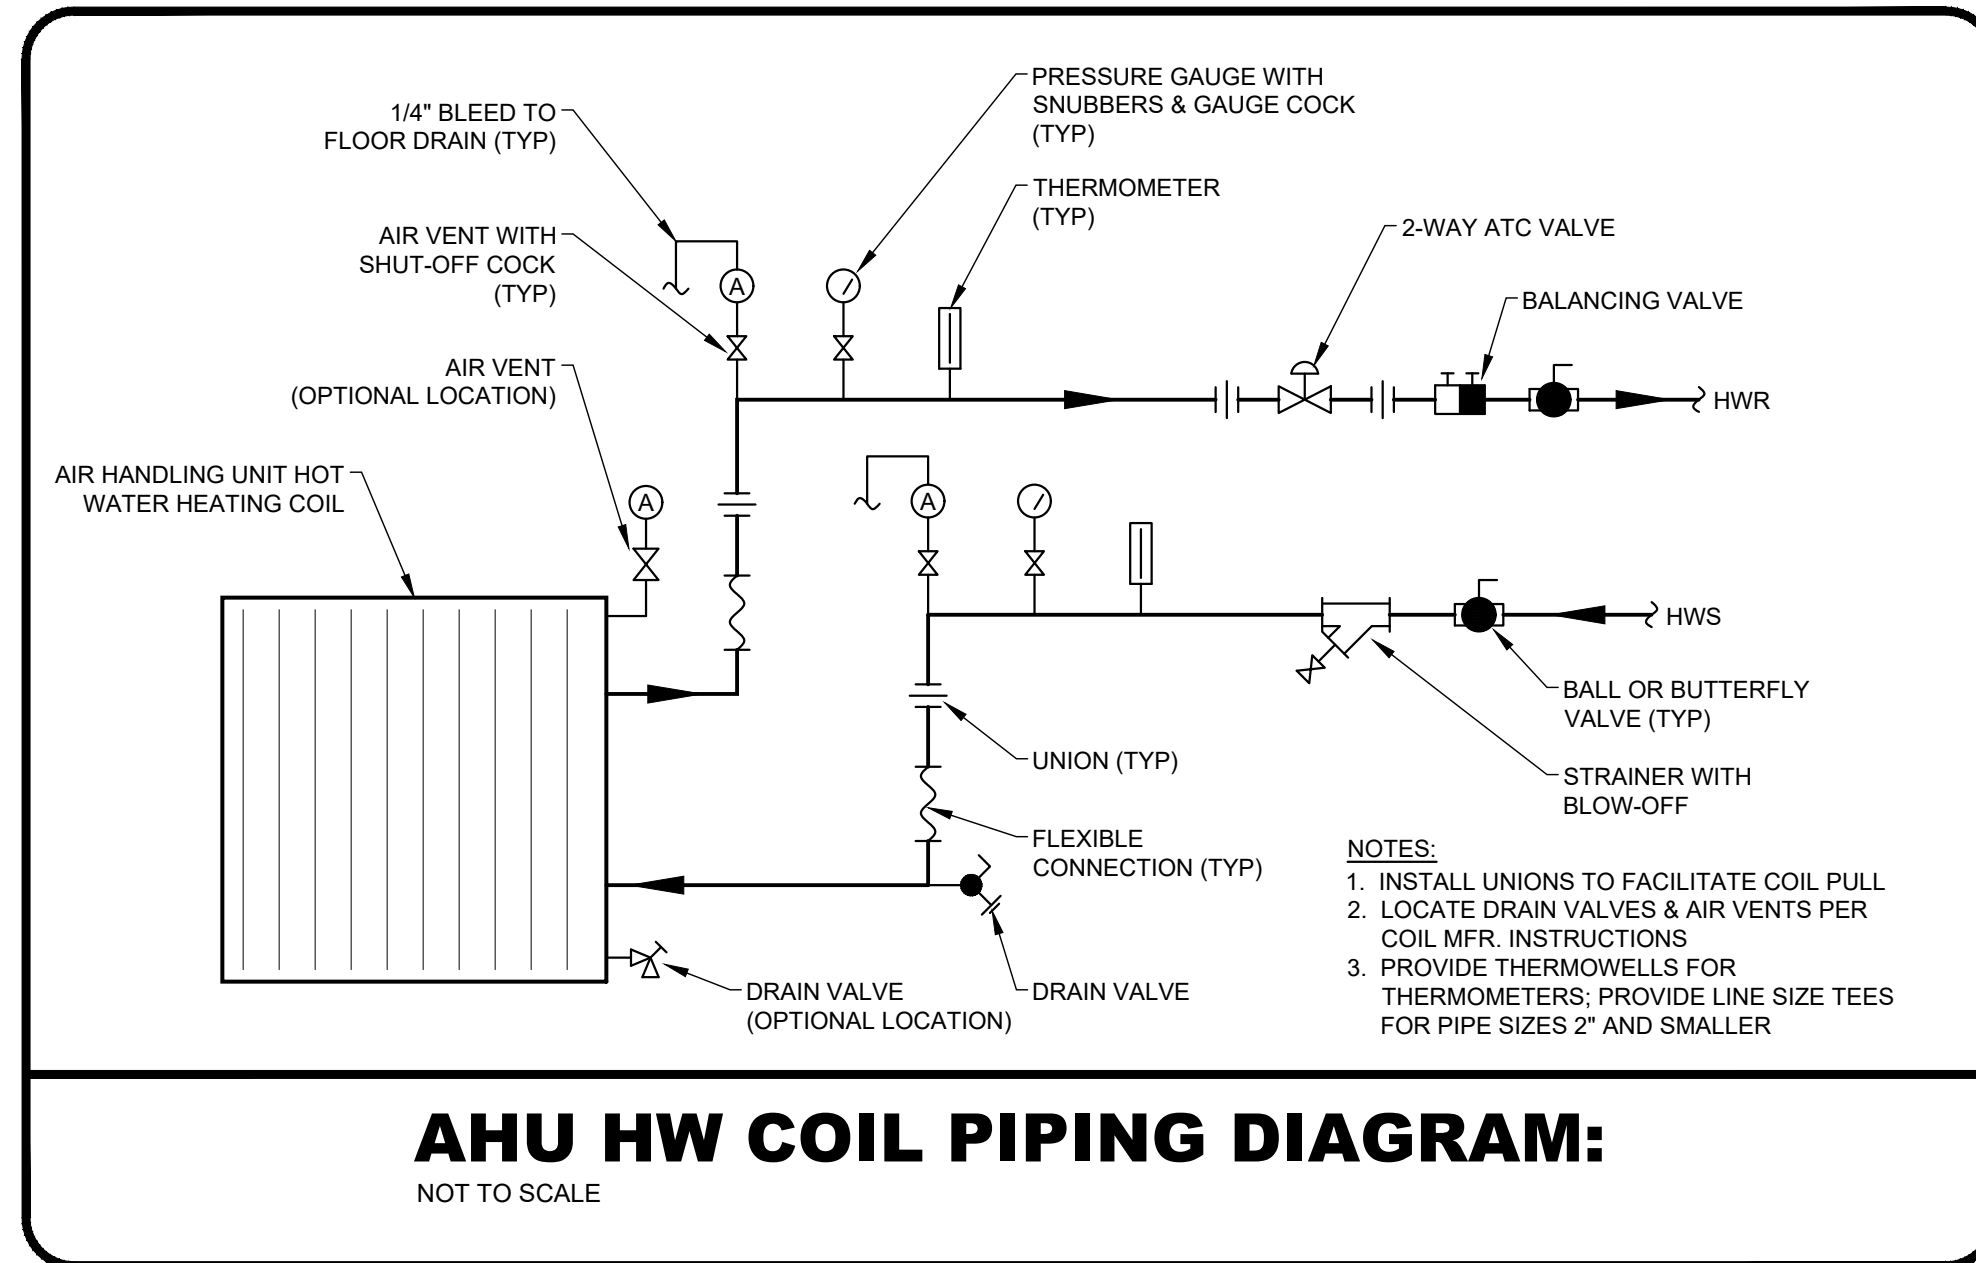 PRESSURE GAUGE WITH
SNUBBERS & GAUGE COCK
(TYP)
1/4" BLEED TO
FLOOR DRAIN (TYP)
THERMOMETER
(TYP)
AIR VENT WITH
SHUT-OFF COCK
(TYP)
2-WAY ATC VALVE
A
BALANCING VALVE
AIR VENT
(OPTIONAL LOCATION)
HWR
AIR HANDLING UNIT HOT
WATER HEATING COIL
A
A
HWS
BALL OR BUTTERFLY
VALVE (TYP)
UNION (TYP)
STRAINER WITH
BLOW-OFF
FLEXIBLE
CONNECTION (TYP)
DRAIN VALVE
(OPTIONAL LOCATION)
DRAIN VALVE
NOTES:
1. INSTALL UNIONS TO FACILITATE COIL PULL
2. LOCATE DRAIN VALVES & AIR VENTS PER
COIL MFR. INSTRUCTIONS
3. PROVIDE THERMOWELLS FOR
THERMOMETERS; PROVIDE LINE SIZE TEES
FOR PIPE SIZES 2" AND SMALLER
AHU HW COIL PIPING DIAGRAM:
NOT TO SCALE